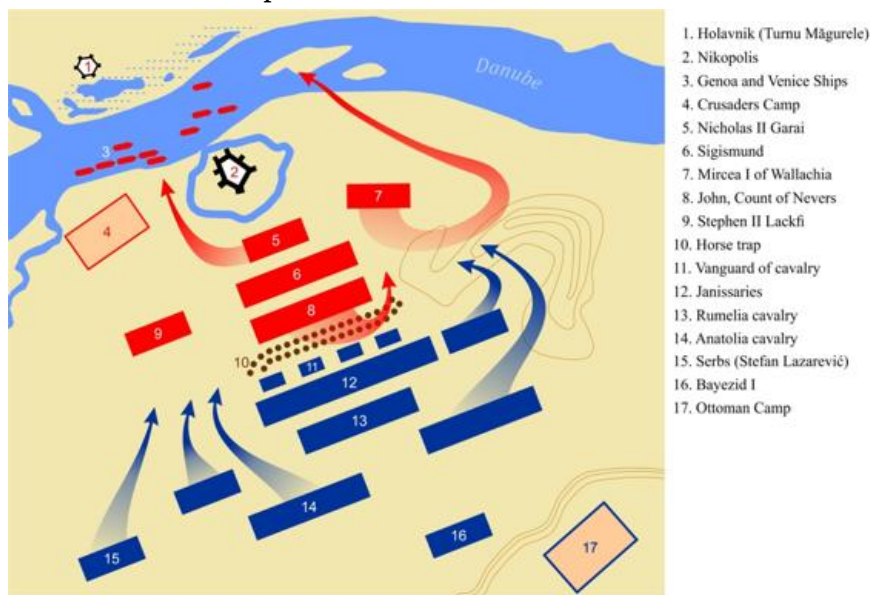 Danube
1
3
2
7
4
5
6
8
9
10
11
12
13
14
15
16
17
1. Holavnik (Turnu Măgurele)
2. Nikopolis
3. Genoa and Venice Ships
4. Crusaders Camp
5. Nicholas II Garai
6. Sigismund
7. Mircea I of Wallachia
8. John, Count of Nevers
9. Stephen II Lackfi
10. Horse trap
11. Vanguard of cavalry
12. Janissaries
13. Rumelia cavalry
14. Anatolia cavalry
15. Serbs (Stefan Lazarević)
16. Bayezid I
17. Ottoman Camp